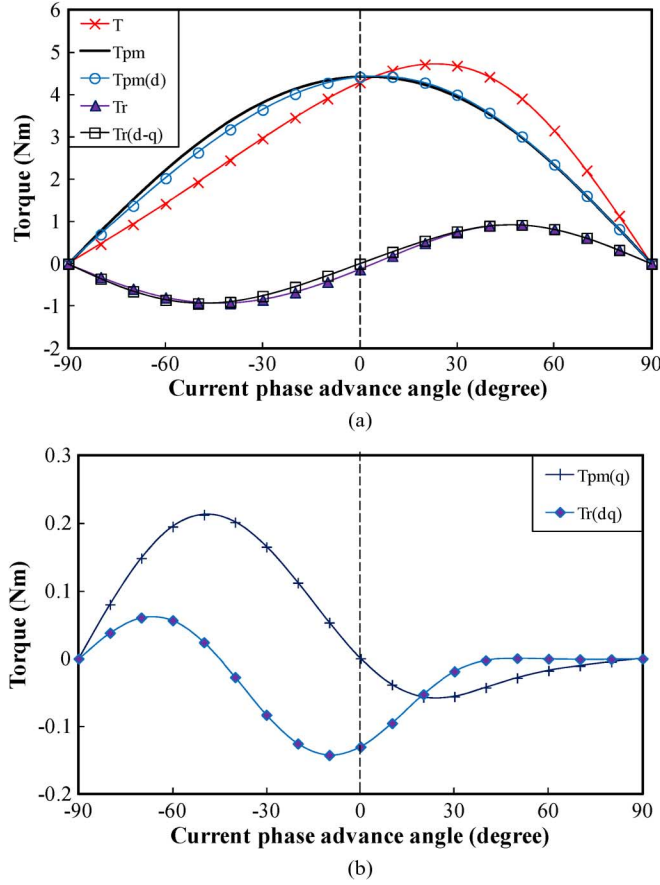 6
5
4
3
2
1
0
-1
-2
Torque (Nm)
T
Tpm
Tpm(d)
Tr
Tr(d-q)
-90 -60 -30 0 30 60 90
Current phase advance angle (degree)
(a)
0.3
0.2
0.1
0
-0.1
-0.2
Torque (Nm)
Tpm(q)
Tr(dq)
-90 -60 -30 0 30 60 90
Current phase advance angle (degree)
(b)